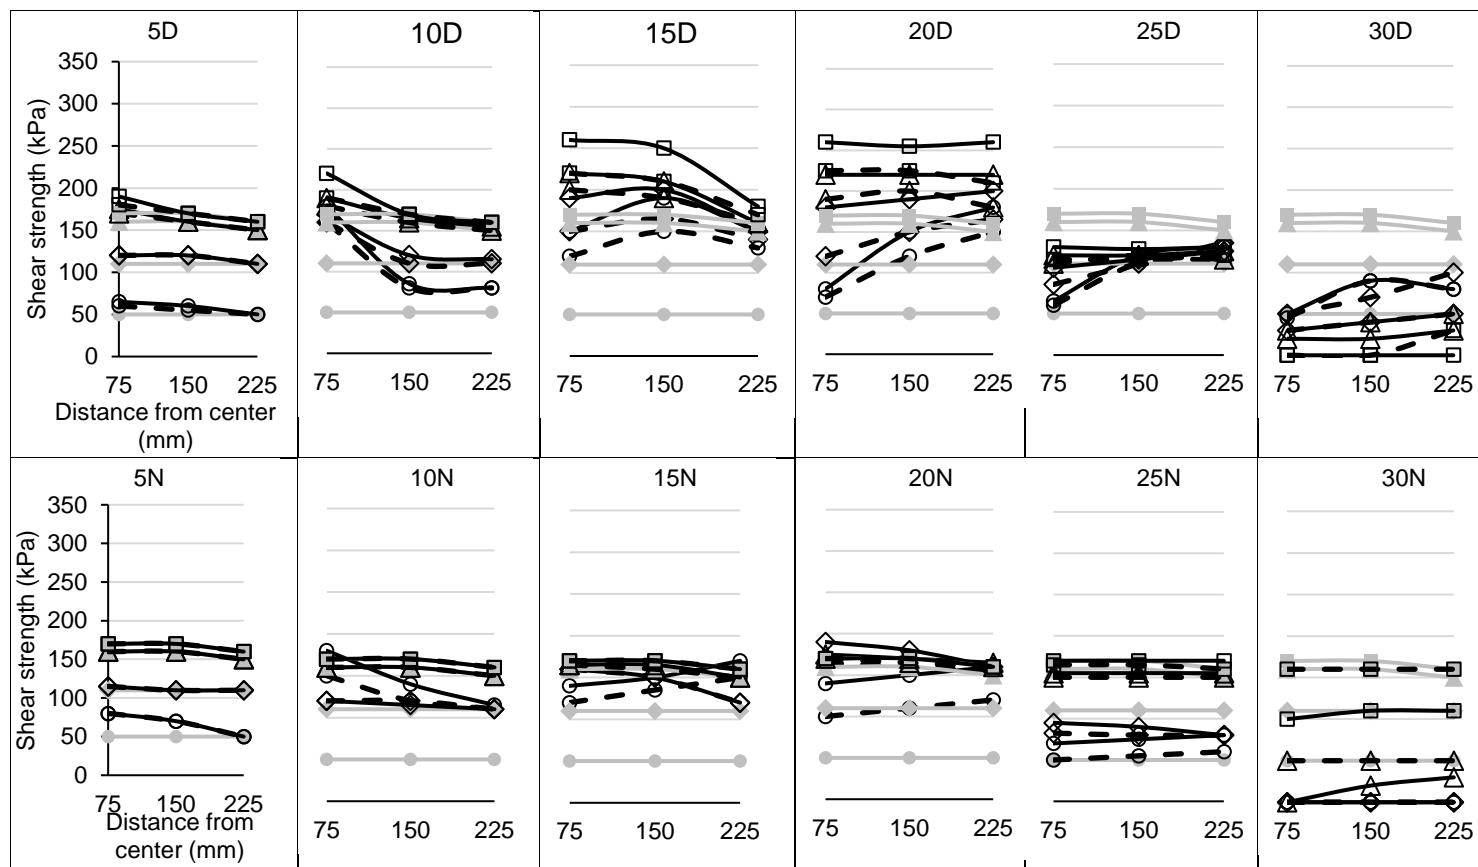 5D
10D
15D
20D
25D
30D
Shear strength (kPa)
350
300
250
200
150
100
50
0
75 150 225
75 150 225
75 150 225
75 150 225
75 150 225
75 150 225
Distance from center
(mm)
5N
10N
15N
20N
25N
30N
Shear strength (kPa)
350
300
250
200
150
100
50
0
75 150 225
75 150 225
75 150 225
75 150 225
75 150 225
75 150 225
Distance from
center (mm)